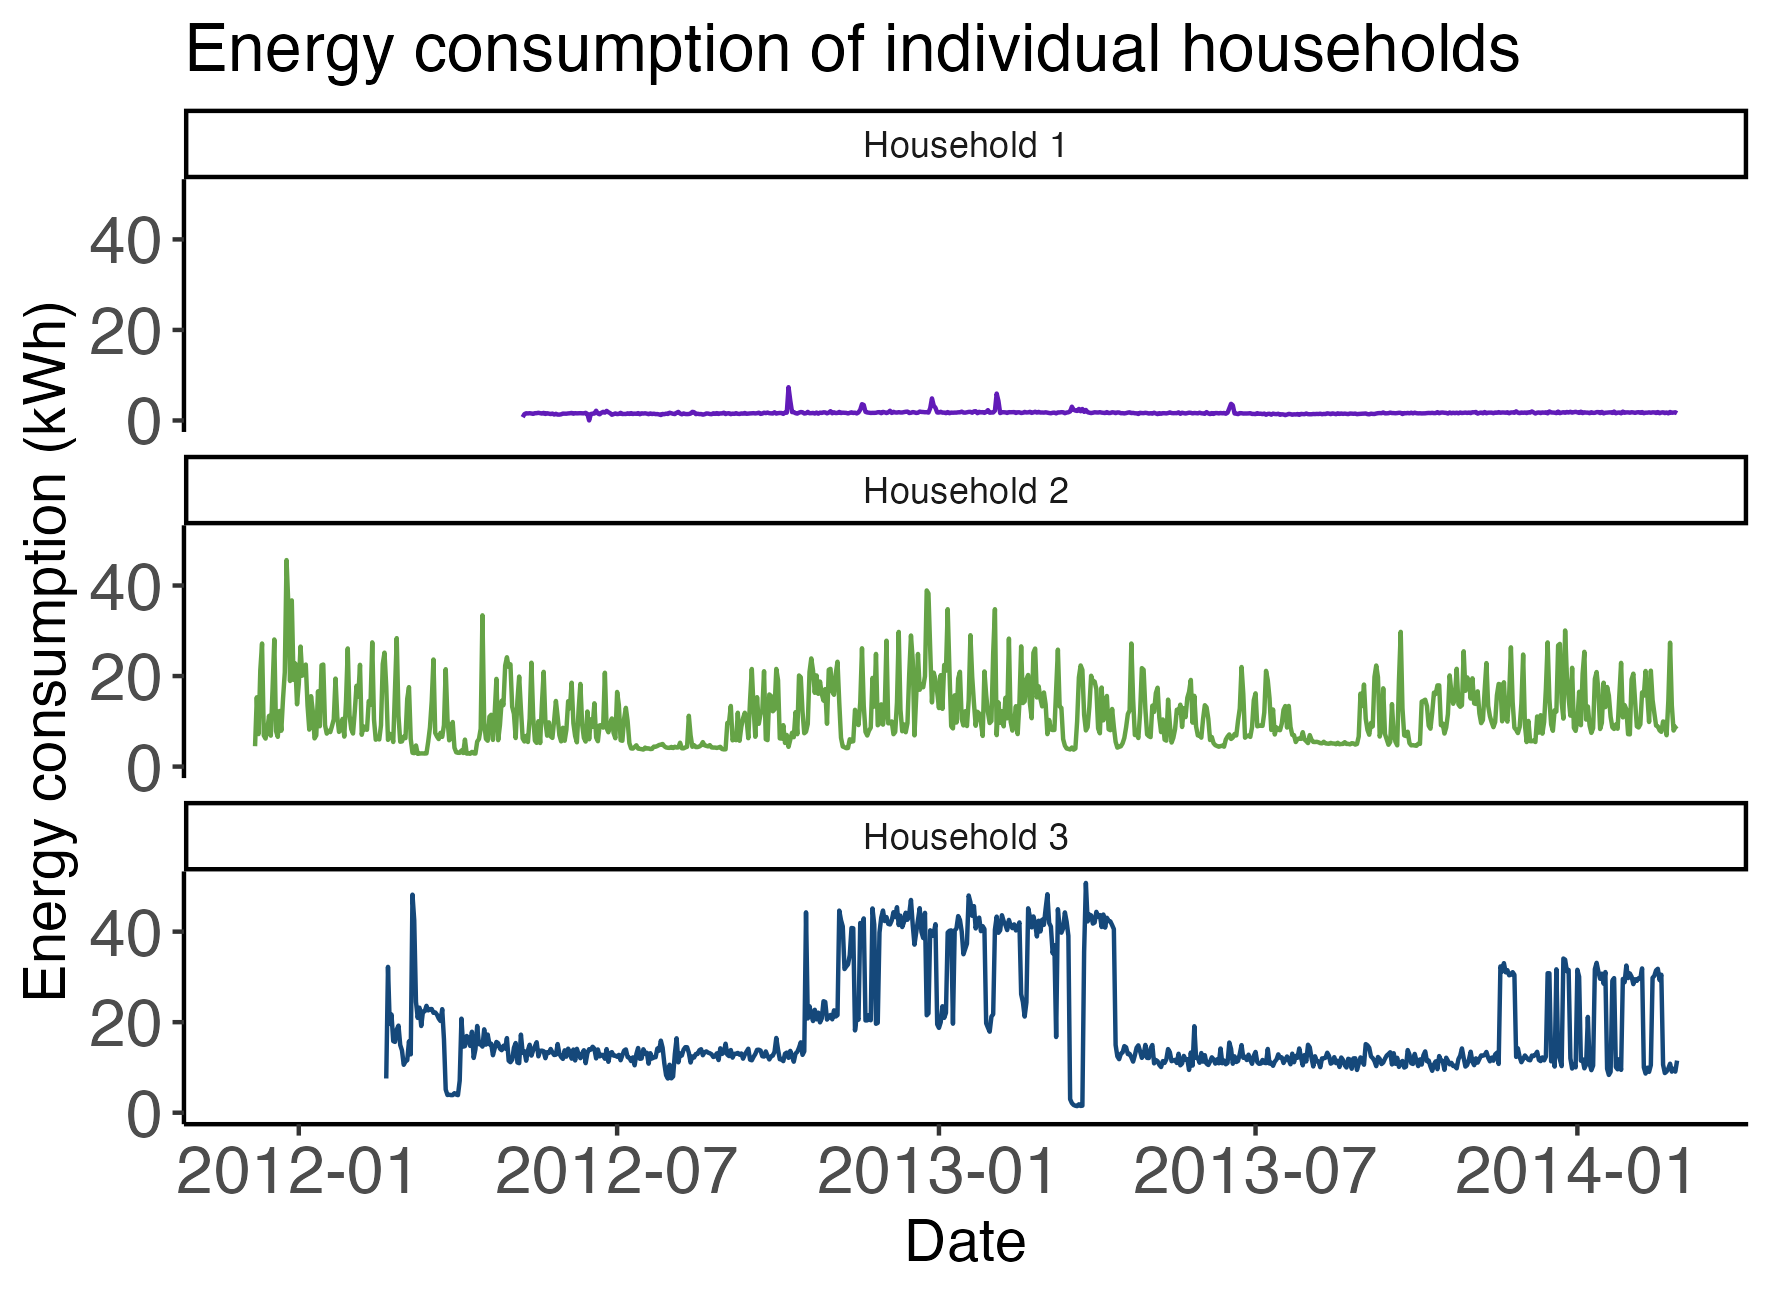 Energy consumption of individual households
Household 1
40
20
0
Household 2
40
20
0
Household 3
40
20
0
Energy consumption (kWh)
2012-01 2012-07 2013-01 2013-07 2014-01
Date